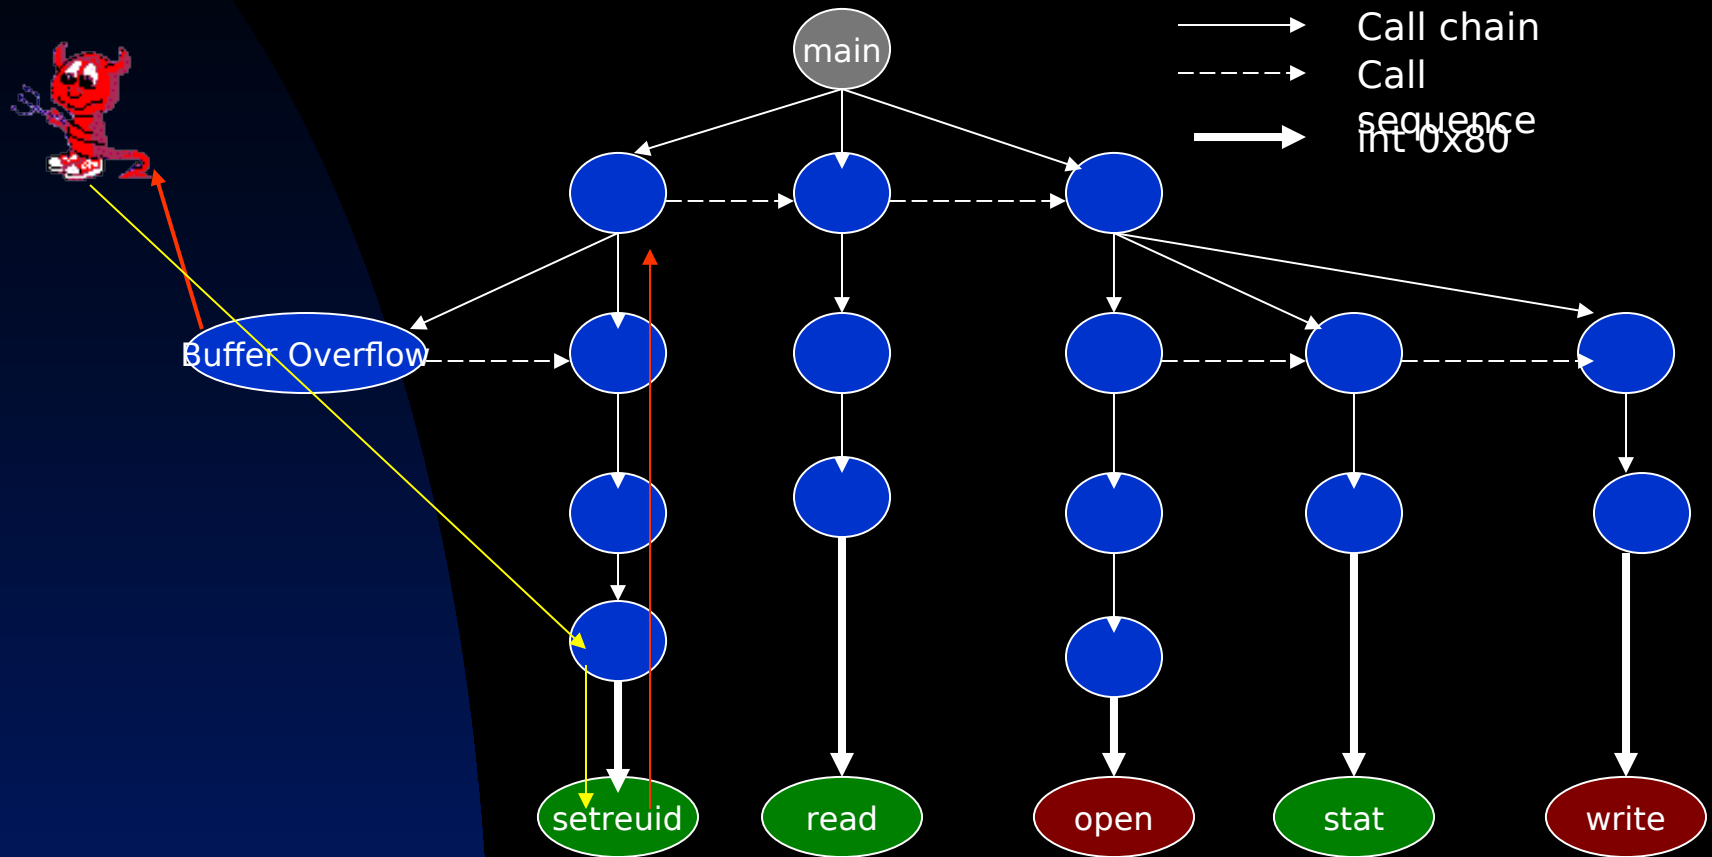 main
Call chain
Call
sequence
int 0x80
Buffer Overflow
setreuid
read
open
stat
write